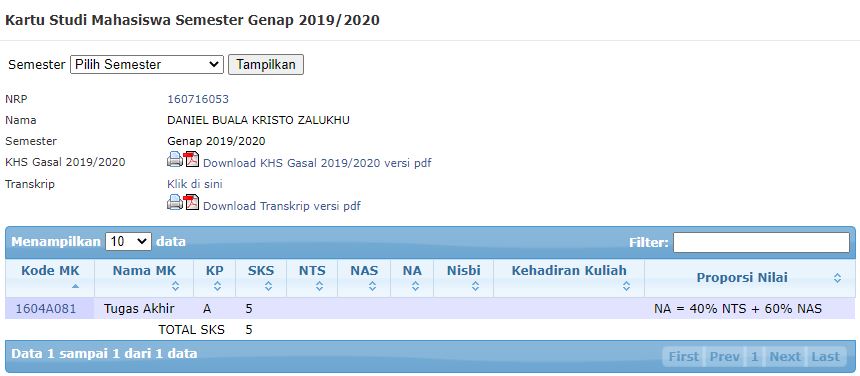 Kartu Studi Mahasiswa Semester Genap 2019/2020
Semester Pilih Semester Tampilkan
NRP 160716053
Nama DANIEL BUALA KRISTO ZALUKHU
Semester Genap 2019/2020
KHS Gasal 2019/2020 Download KHS Gasal 2019/2020 versi pdf
Transkrip Klik di sini
Download Transkrip versi pdf
Menampilkan 10 data Filter:
Kode MK Nama MK KP SKS NTS NAS NA Nisbi Kehadiran Kuliah Proporsi Nilai
1604A081 Tugas Akhir A 5 NA = 40% NTS + 60% NAS
TOTAL SKS 5
Data 1 sampai 1 dari 1 data First Prev 1 Next Last